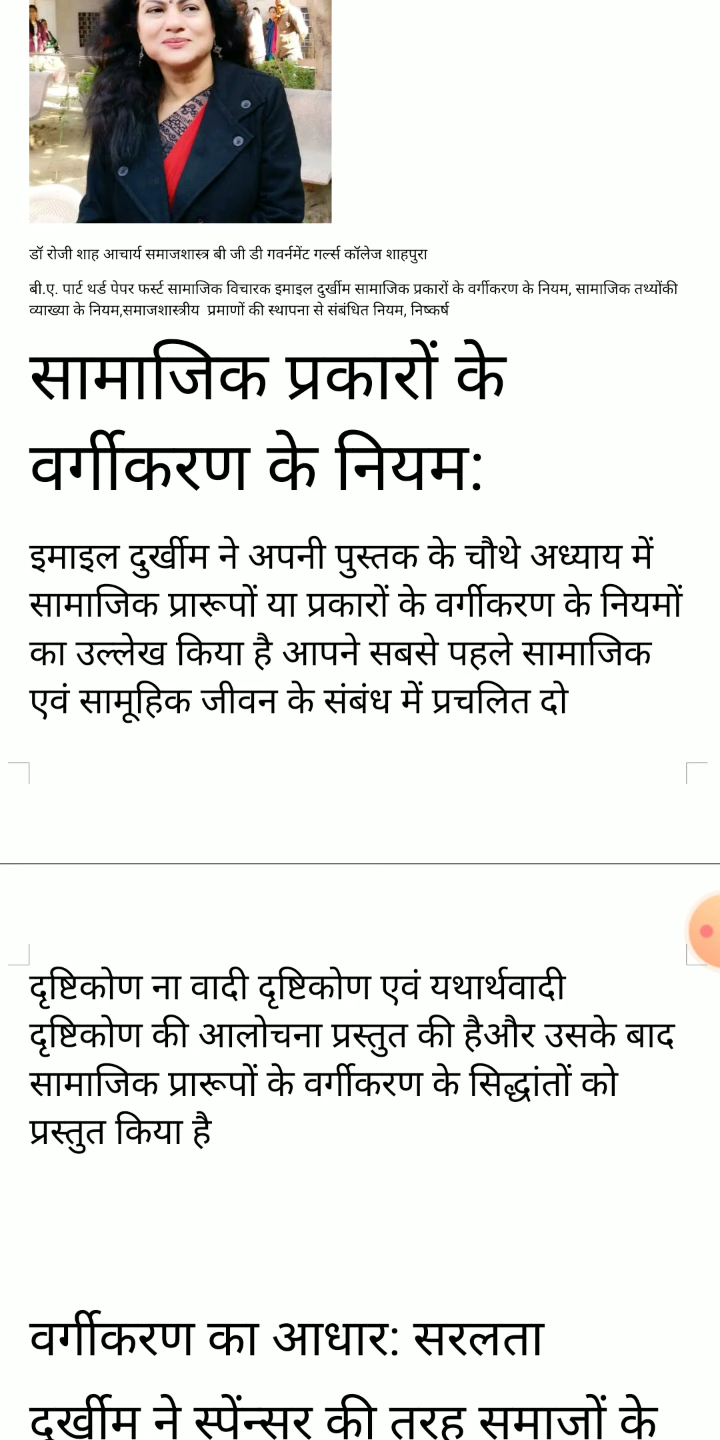 डॉ रोजी शाह आचार्य समाजशास्त्र बी जी डी गवर्नमेंट गर्ल्स कॉलेज शाहपुरा
बी.ए. पार्ट थर्ड पेपर फर्स्ट सामाजिक विचारक इमाइल दुर्खीम सामाजिक प्रकारों के वर्गीकरण के नियम, सामाजिक तथ्योंकी
व्याख्या के नियम,समाजशास्त्रीय प्रमाणों की स्थापना से संबंधित नियम, निष्कर्ष
सामाजिक प्रकारों के
वर्गीकरण के नियम:
इमाइल दुर्खीम ने अपनी पुस्तक के चौथे अध्याय में
सामाजिक प्रारूपों या प्रकारों के वर्गीकरण के नियमों
का उल्लेख किया है आपने सबसे पहले सामाजिक
एवं सामूहिक जीवन के संबंध में प्रचलित दो
दृष्टिकोण ना वादी दृष्टिकोण एवं यथार्थवादी
दृष्टिकोण की आलोचना प्रस्तुत की हैऔर उसके बाद
सामाजिक प्रारूपों के वर्गीकरण के सिद्धांतों को
प्रस्तुत किया है
वर्गीकरण का आधार: सरलता
दुर्खीम ने स्पेंन्सर की तरह समाजों के